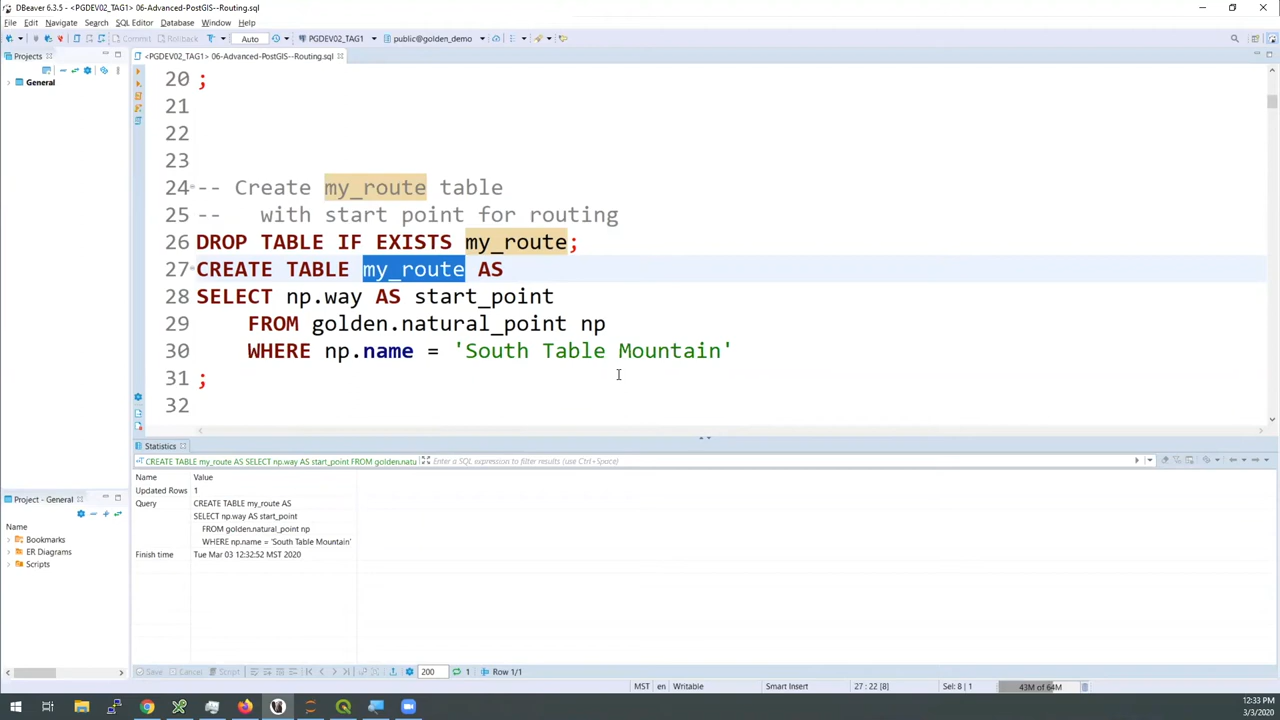 DBeaver 6.3.5 - <PGDEV02_TAG1> 06-Advanced-PostGIS--Routing.sql
File Edit Navigate Search SQL Editor Database Window Help
Commit Rollback Auto PGDEV02_TAG1 public@golden_demo
Projects
<PGDEV02_TAG1> 06-Advanced-PostGIS--Routing.sql
General
20 ;
21
22
23
24 -- Create my_route table
25 --   with start point for routing
26 DROP TABLE IF EXISTS my_route;
27 CREATE TABLE my_route AS
28 SELECT np.way AS start_point
29     FROM golden.natural_point np
30     WHERE np.name = 'South Table Mountain'
31 ;
32
Statistics
CREATE TABLE my_route AS SELECT np.way AS start_point FROM golden.natu
Enter a SQL expression to filter results (use Ctrl+Space)
Name Value
Updated Rows 1
Query CREATE TABLE my_route AS
SELECT np.way AS start_point
FROM golden.natural_point np
WHERE np.name = 'South Table Mountain'
Finish time Tue Mar 03 12:32:52 MST 2020
Project - General
Name
Bookmarks
ER Diagrams
Scripts
Save Cancel Script 200 1 Row 1/1
MST en Writable Smart Insert 27 : 22 [8] Sel: 8 | 1 43M of 64M
12:33 PM
3/3/2020